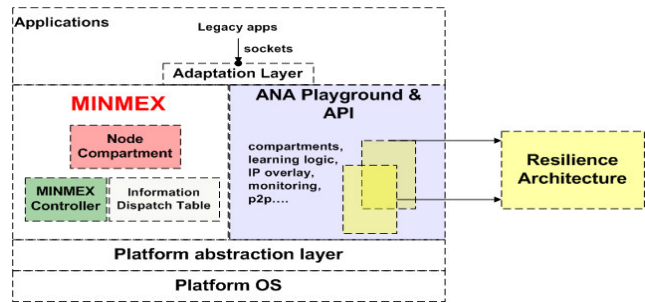 Applications
Legacy apps
sockets
Adaptation Layer
MINMEX
Node
Compartment
MINMEX
Controller
Information
Dispatch Table
ANA Playground &
API
compartments,
learning logic,
IP overlay,
monitoring,
p2p....
Resilience
Architecture
Platform abstraction layer
Platform OS